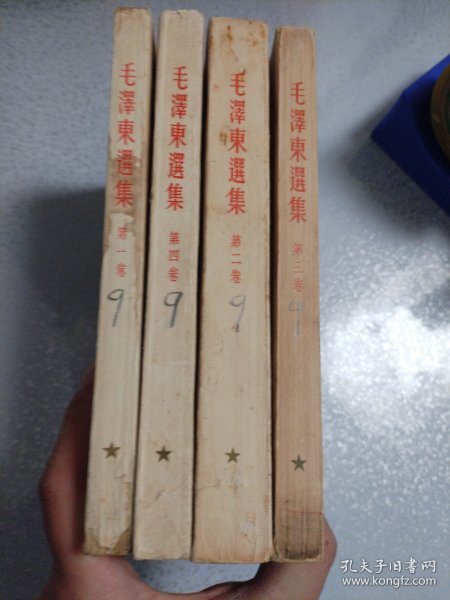 毛澤東選集
第一卷
9
毛澤東選集
第四卷
9
毛澤東選集
第二卷
9
毛澤東選集
第三卷
9
孔夫子旧书网
www.kongfz.com